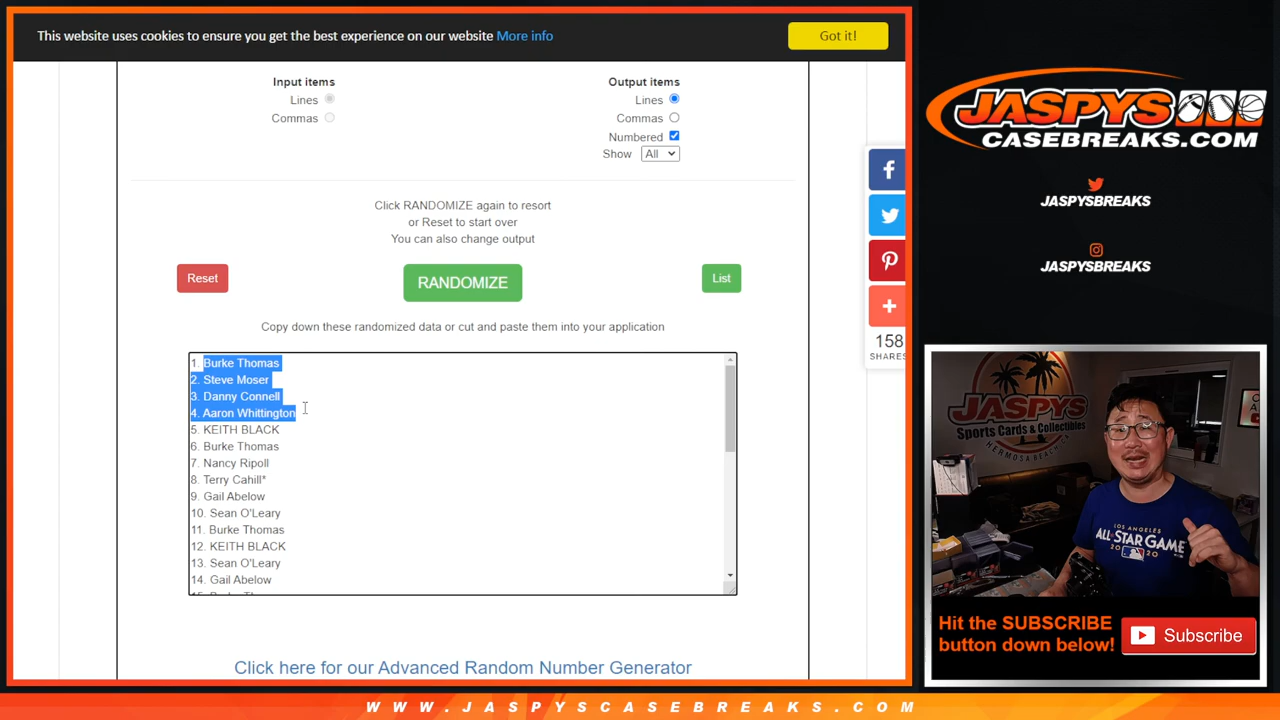 This website uses cookies to ensure you get the best experience on our website More info
Got it!
Input items
Lines
Commas
Output items
Lines
Commas
Numbered
Show All
Click RANDOMIZE again to resort
or Reset to start over
You can also change output
Reset
RANDOMIZE
List
Copy down these randomized data or cut and paste them into your application
1. Burke Thomas
2. Steve Moser
3. Danny Connell
4. Aaron Whittington
5. KEITH BLACK
6. Burke Thomas
7. Nancy Ripoll
8. Terry Cahill*
9. Gail Abelow
10. Sean O'Leary
11. Burke Thomas
12. KEITH BLACK
13. Sean O'Leary
14. Gail Abelow
Click here for our Advanced Random Number Generator
158
SHARES
JASPYS
CASEBREAKS.COM
JASPYSBREAKS
JASPYSBREAKS
JASPYS
Sports Cards & Collectibles
HERMOSA BEACH
LOS ANGELES
ALL STAR GAME
2020
Hit the SUBSCRIBE
button down below!
Subscribe
WWW.JASPYSCASEBREAKS.COM